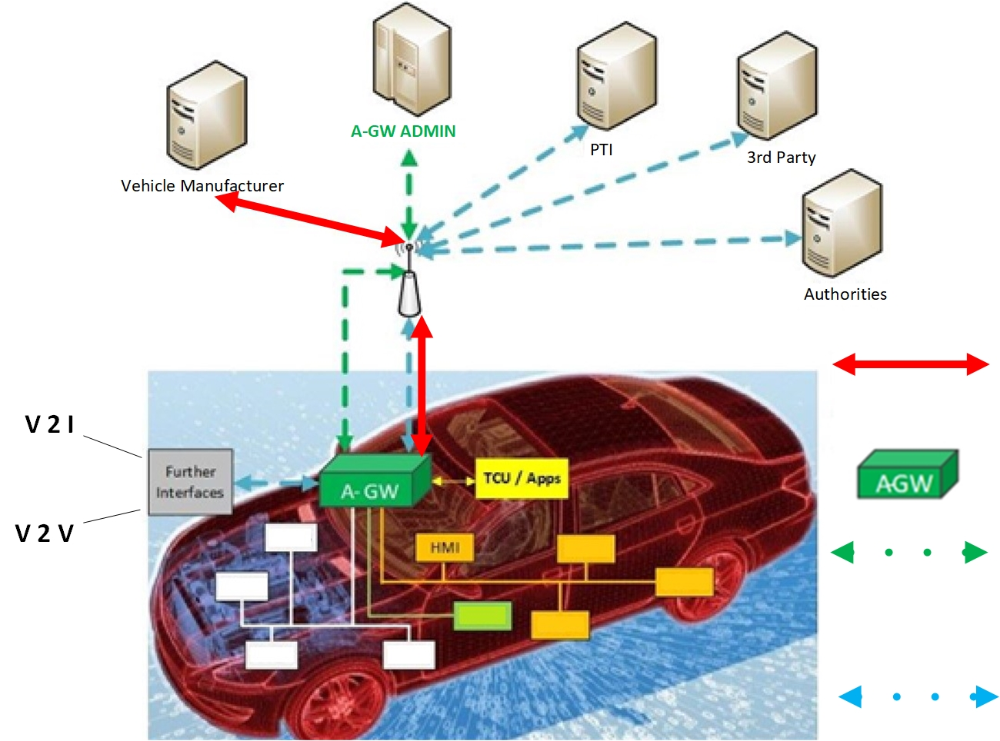 A-GW ADMIN
PTI
3rd Party
Vehicle Manufacturer
Authorities
V 2 I
Further
Interfaces
A- GW
TCU / Apps
AGW
V 2 V
HMI